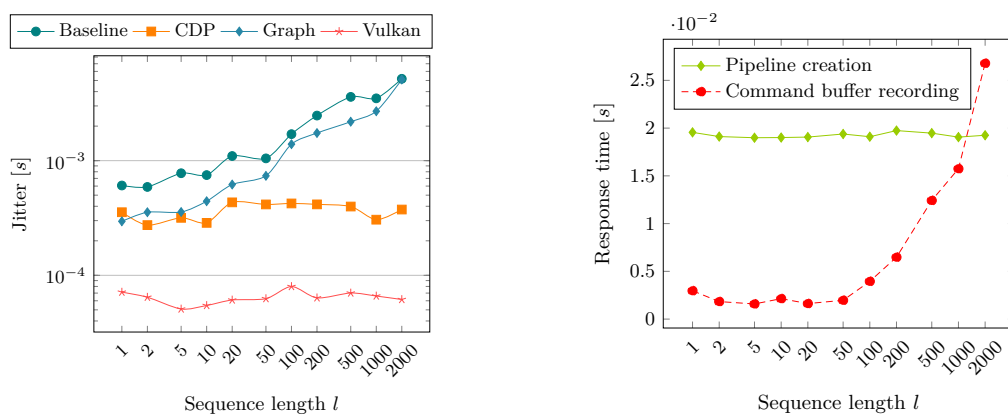 Baseline CDP Graph Vulkan
10−3
10−4
Jitter [s]
1 2 5 10 20 50 100 200 500 1000 2000
Sequence length l
·10−2
Pipeline creation
Command buffer recording
2.5
2
1.5
1
0.5
0
Response time [s]
1 2 5 10 20 50 100 200 500 1000 2000
Sequence length l